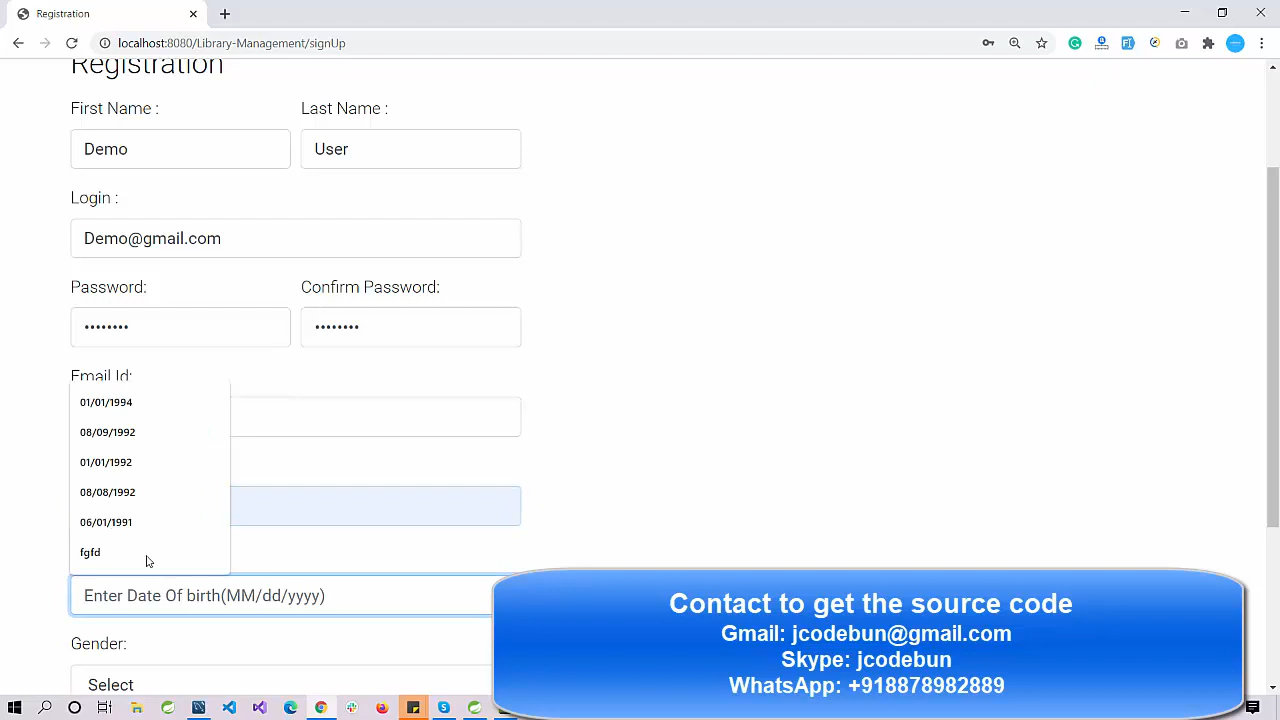 Registration
localhost:8080/Library-Management/signUp
Registration
First Name :
Last Name :
Demo
User
Login :
Demo@gmail.com
Password:
Confirm Password:
••••••••
••••••••
Email Id:
01/01/1994
08/09/1992
01/01/1992
08/08/1992
06/01/1991
fgfd
Enter Date Of birth(MM/dd/yyyy)
Gender:
Select
Contact to get the source code
Gmail: jcodebun@gmail.com
Skype: jcodebun
WhatsApp: +918878982889